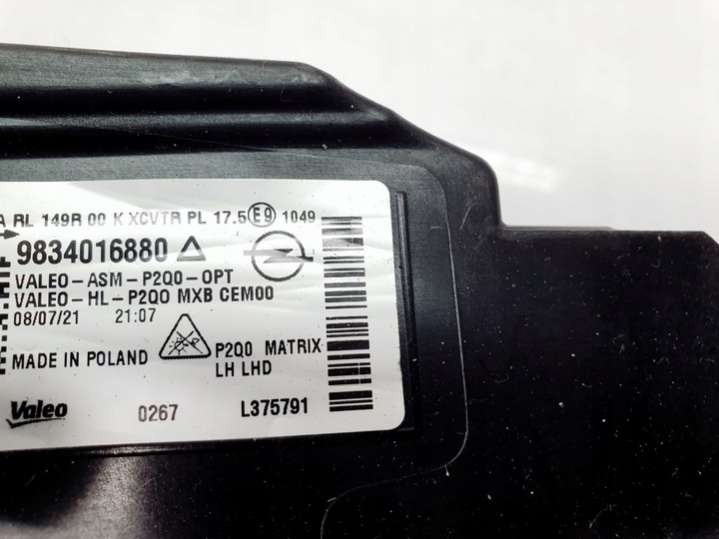 A RL 149R 00 K XCVTR PL 17.5 E9 1049
9834016880
VALEO-ASM-P2Q0-OPT
VALEO-HL-P2Q0 MXB CEM00
08/07/21 21:07
MADE IN POLAND
P2Q0 MATRIX
LH LHD
Valeo 0267 L375791